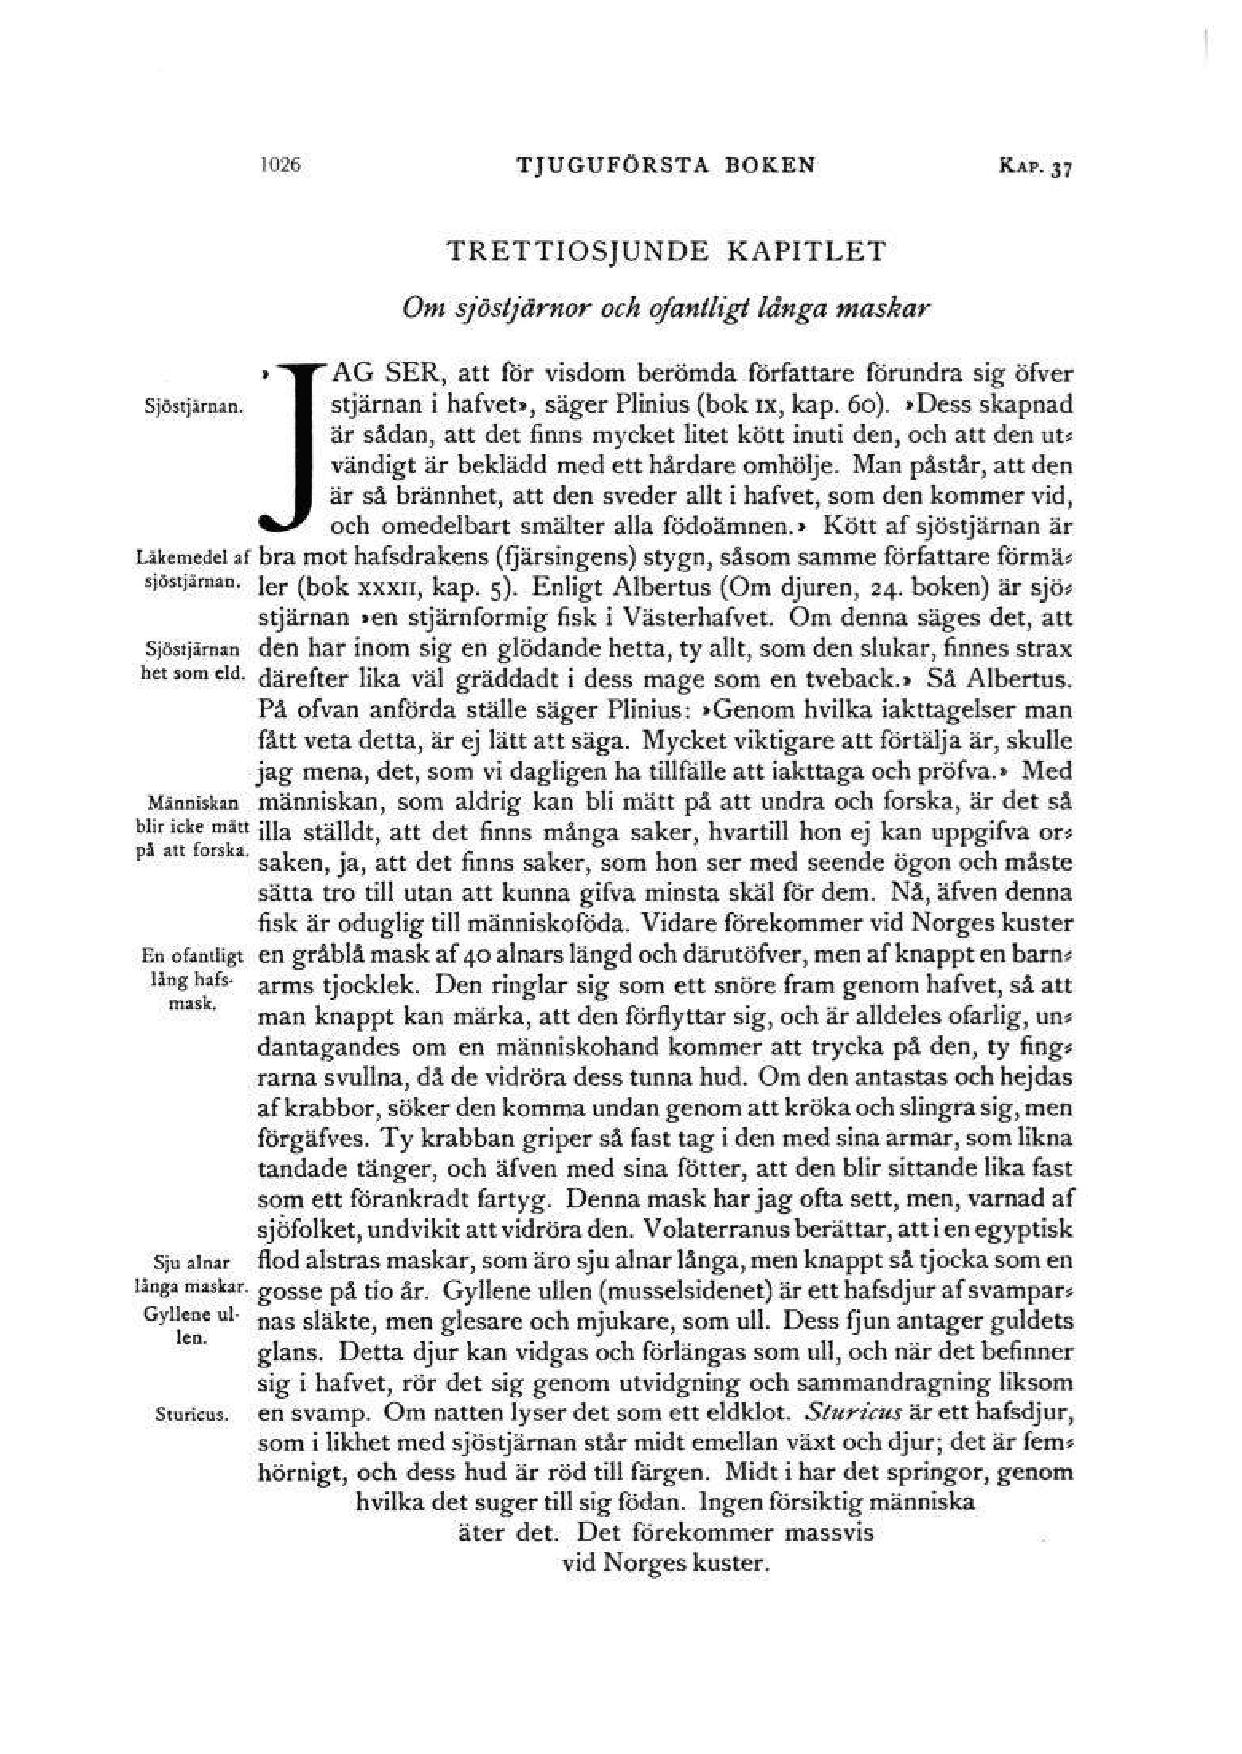 1026 TJUGUFÖRSTA BOKEN KAP. 37
TRETTIOSJUNDE KAPITLET
Om sjöstjärnor och ofantligt långa maskar
»JAG SER, att för visdom berömda författare förundra sig öfver
Sjöstjärnan.
stjärnan i hafvet», säger Plinius (bok IX, kap. 60). »Dess skapnad
är sådan, att det finns mycket litet kött inuti den, och att den ut-
vändigt är beklädd med ett hårdare omhölje. Man påstår, att den
är så brännhet, att den sveder allt i hafvet, som den kommer vid,
och omedelbart smälter alla födoämnen.» Kött af sjöstjärnan är
Läkemedel af
sjöstjärnan.
bra mot hafsdrakens (fjärsingens) stygn, såsom samme författare förmä-
ler (bok XXXII, kap. 5). Enligt Albertus (Om djuren, 24. boken) är sjö-
stjärnan »en stjärnformig fisk i Västerhafvet. Om denna säges det, att
Sjöstjärnan
het som eld.
den har inom sig en glödande hetta, ty allt, som den slukar, finnes strax
därefter lika väl gräddadt i dess mage som en tveback.» Så Albertus.
På ofvan anförda ställe säger Plinius: »Genom hvilka iakttagelser man
fått veta detta, är ej lätt att säga. Mycket viktigare att förtälja är, skulle
jag mena, det, som vi dagligen ha tillfälle att iakttaga och pröfva.» Med
Människan
blir icke mätt
på att forska.
människan, som aldrig kan bli mätt på att undra och forska, är det så
illa ställdt, att det finns många saker, hvartill hon ej kan uppgifva or-
saken, ja, att det finns saker, som hon ser med seende ögon och måste
sätta tro till utan att kunna gifva minsta skäl för dem. Nå, äfven denna
fisk är oduglig till människoföda. Vidare förekommer vid Norges kuster
En ofantligt
lång hafs-
mask.
en gråblå mask af 40 alnars längd och därutöfver, men af knappt en barn-
arms tjocklek. Den ringlar sig som ett snöre fram genom hafvet, så att
man knappt kan märka, att den förflyttar sig, och är alldeles ofarlig, un-
dantagandes om en människohand kommer att trycka på den, ty fing-
rarna svullna, då de vidröra dess tunna hud. Om den antastas och hejdas
af krabbor, söker den komma undan genom att kröka och slingra sig, men
förgäfves. Ty krabban griper så fast tag i den med sina armar, som likna
tandade tänger, och äfven med sina fötter, att den blir sittande lika fast
som ett förankradt fartyg. Denna mask har jag ofta sett, men, varnad af
sjöfolket, undvikit att vidröra den. Volaterranus berättar, att i en egyptisk
Sju alnar
långa maskar.
flod alstras maskar, som äro sju alnar långa, men knappt så tjocka som en
gosse på tio år. Gyllene ullen (musselsidenet) är ett hafsdjur af svampar-
Gyllene ul-
len.
nas släkte, men glesare och mjukare, som ull. Dess fjun antager guldets
glans. Detta djur kan vidgas och förlängas som ull, och när det befinner
sig i hafvet, rör det sig genom utvidgning och sammandragning liksom
Sturicus.
en svamp. Om natten lyser det som ett eldklot. Sturicus är ett hafsdjur,
som i likhet med sjöstjärnan står midt emellan växt och djur; det är fem-
hörnigt, och dess hud är röd till färgen. Midt i har det springor, genom
hvilka det suger till sig födan. Ingen försiktig människa
äter det. Det förekommer massvis
vid Norges kuster.